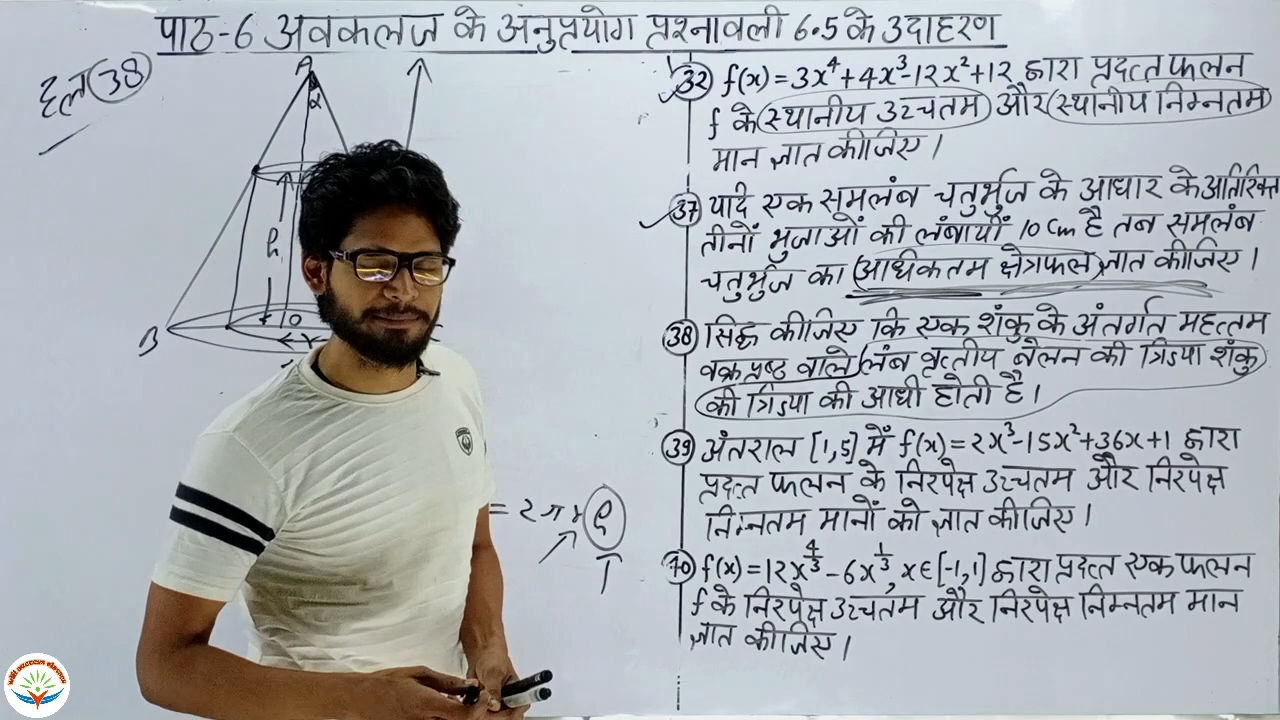 पाठ-6 अवकलज के अनुप्रयोग प्रश्नावली 6.5 के उदाहरण
हल (38)
A
α
h
B
O
r
= 2πr
(32) f(x) = 3x⁴+4x³-12x²+12 द्वारा प्रदत्त फलन
f के स्थानीय उच्चतम और स्थानीय निम्नतम
मान ज्ञात कीजिए।
(37) यदि एक समलंब चतुर्भुज के आधार के अतिरिक्त
तीनों भुजाओं की लंबायीं 10 cm है तब समलंब
चतुर्भुज का (अधिकतम क्षेत्रफल) ज्ञात कीजिए।
(38) सिद्ध कीजिए कि एक शंकु के अंतर्गत महत्तम
वक्रपृष्ठ वाले लंब वृत्तीय बेलन की त्रिज्या शंकु
की त्रिज्या की आधी होती है।
(39) अंतराल [1,5] में f(x) = 2x³-15x²+36x+1 द्वारा
प्रदत्त फलन के निरपेक्ष उच्चतम और निरपेक्ष
निम्नतम मानों को ज्ञात कीजिए।
(40) f(x) = 12x^{4/3} - 6x^{1/3}, x∈[-1,1] द्वारा प्रदत्त एक फलन
f के निरपेक्ष उच्चतम और निरपेक्ष निम्नतम मान
ज्ञात कीजिए।